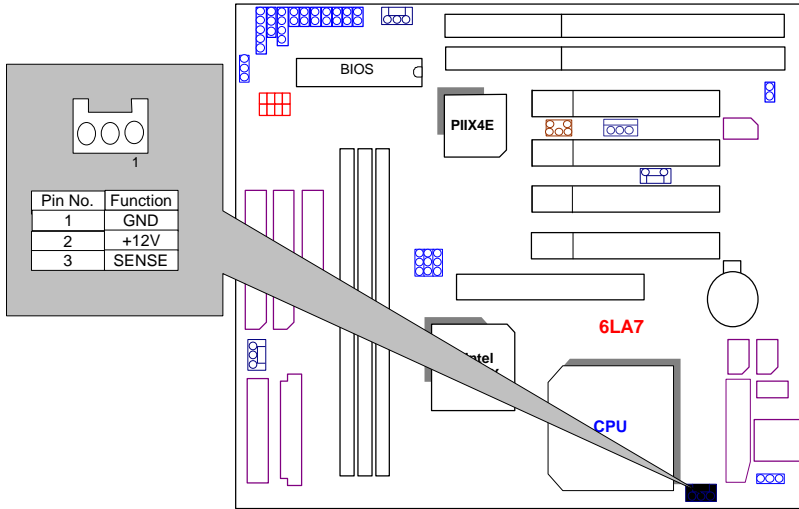 BIOS
PIIX4E
1
Pin No. Function
1 GND
2 +12V
3 SENSE
6LA7
CPU